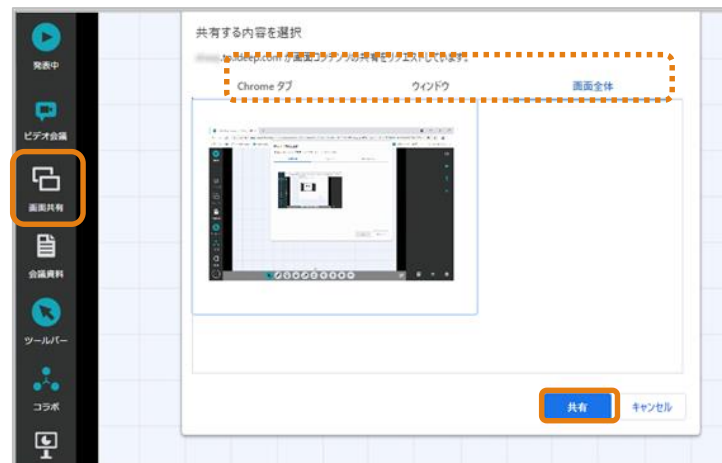 共有する内容を選択
.toubeep.com が画面コンテンツの共有をリクエストしています。
Chrome タブ
ウィンドウ
画面全体
共有
キャンセル
発表中
ビデオ会議
画面共有
会議資料
ツールバー
コラボ